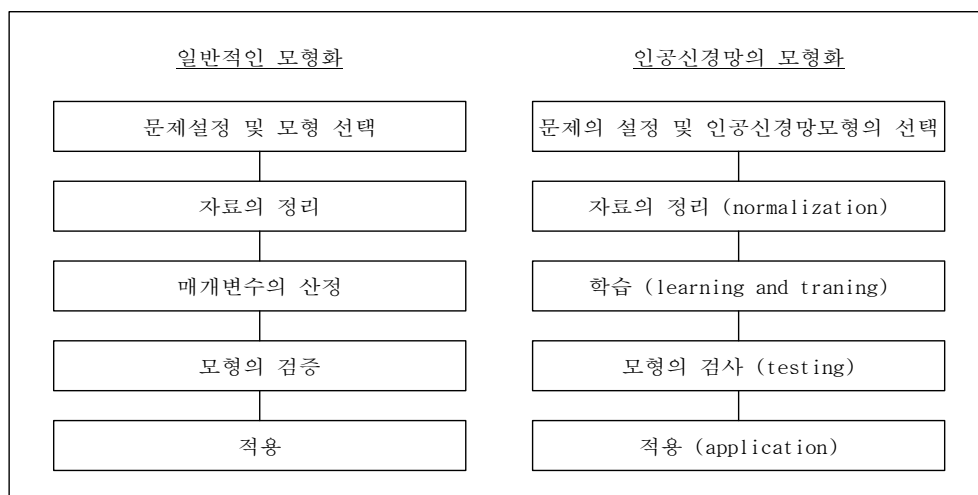 일반적인 모형화
문제설정 및 모형 선택
자료의 정리
매개변수의 산정
모형의 검증
적용
인공신경망의 모형화
문제의 설정 및 인공신경망모형의 선택
자료의 정리 (normalization)
학습 (learning and traning)
모형의 검사 (testing)
적용 (application)